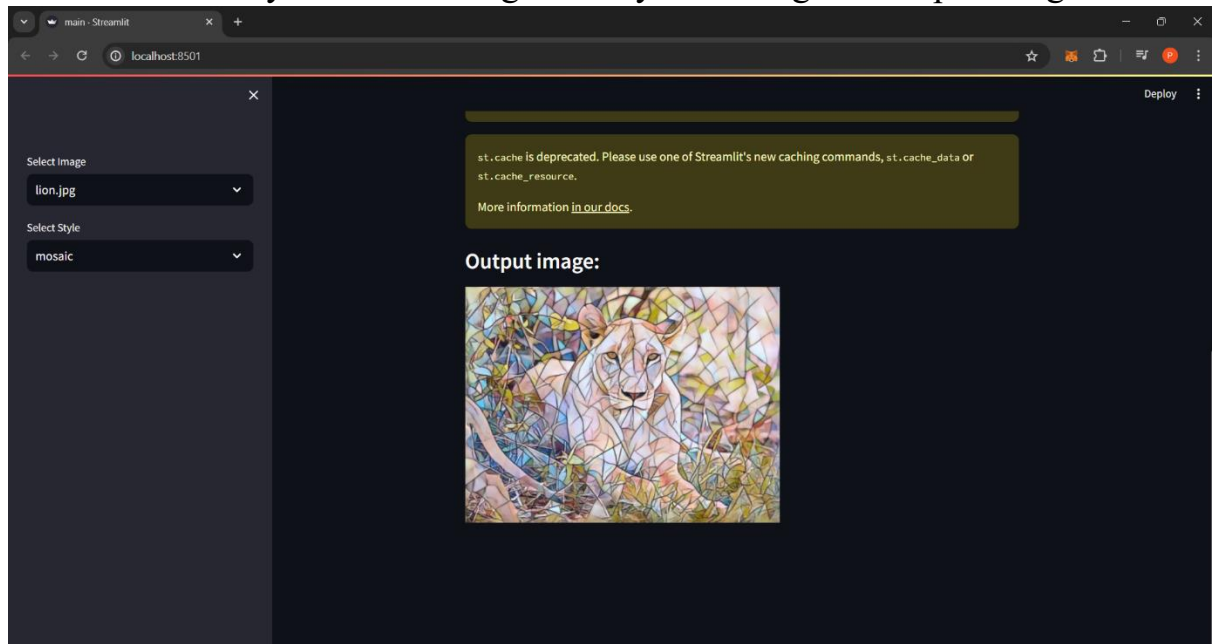 main - Streamlit
localhost:8501
P
Deploy
Select Image
lion.jpg
Select Style
mosaic
st.cache is deprecated. Please use one of Streamlit's new caching commands, st.cache_data or
st.cache_resource.
More information in our docs.
Output image: